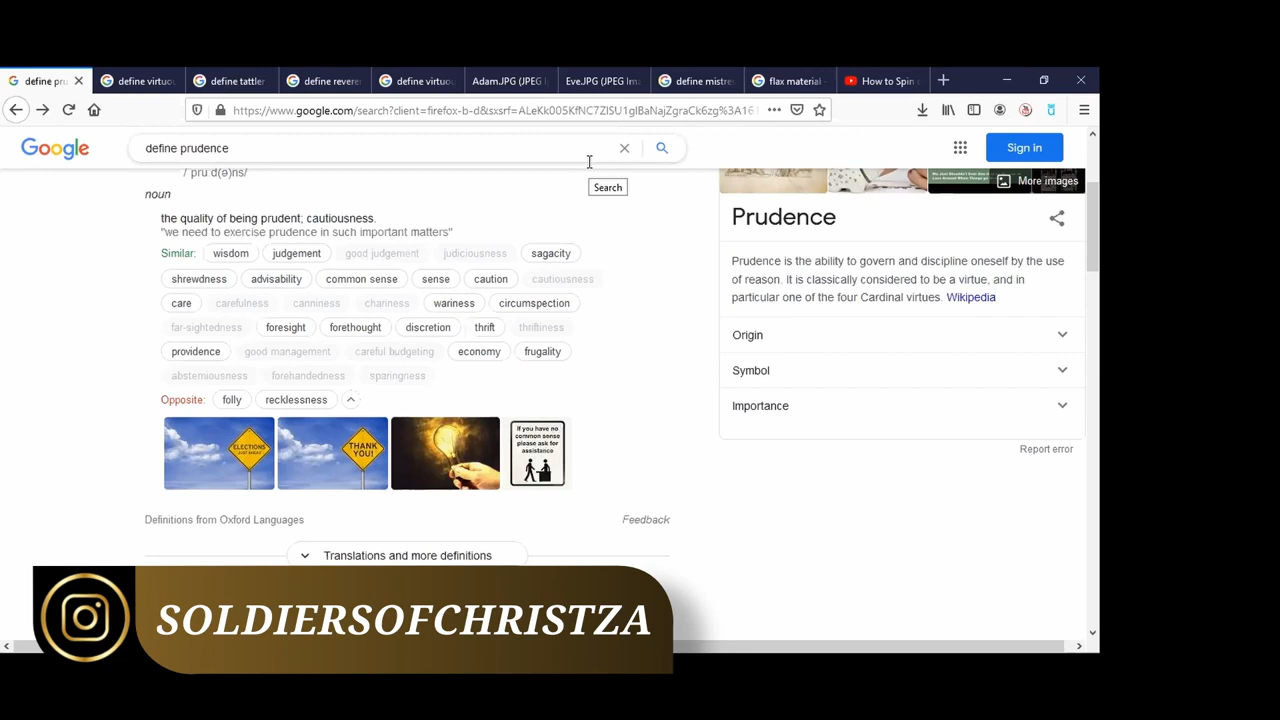 define pru
define virtuou
define tattler
define revere
define virtuou
Adam.JPG (JPEG I
Eve.JPG (JPEG Ima
define mistres
flax material -
How to Spin
https://www.google.com/search?client=firefox-b-d&sxsrf=
Google
define prudence
Sign in
Search
noun
More images
the quality of being prudent; cautiousness.
"we need to exercise prudence in such important matters"
Similar: wisdom judgement good judgement judiciousness sagacity
shrewdness advisability common sense sense caution cautiousness
care carefulness canniness chariness wariness circumspection
far-sightedness foresight forethought discretion thrift thriftiness
providence good management careful budgeting economy frugality
abstemiousness forehandedness sparingness
Opposite: folly recklessness
ELECTIONS
THANK
YOU!
If you have no
common sense
please ask for
assistance
Definitions from Oxford Languages
Feedback
Translations and more definitions
Prudence
Prudence is the ability to govern and discipline oneself by the use
of reason. It is classically considered to be a virtue, and in
particular one of the four Cardinal virtues. Wikipedia
Origin
Symbol
Importance
Report error
SOLDIERSOFCHRISTZA